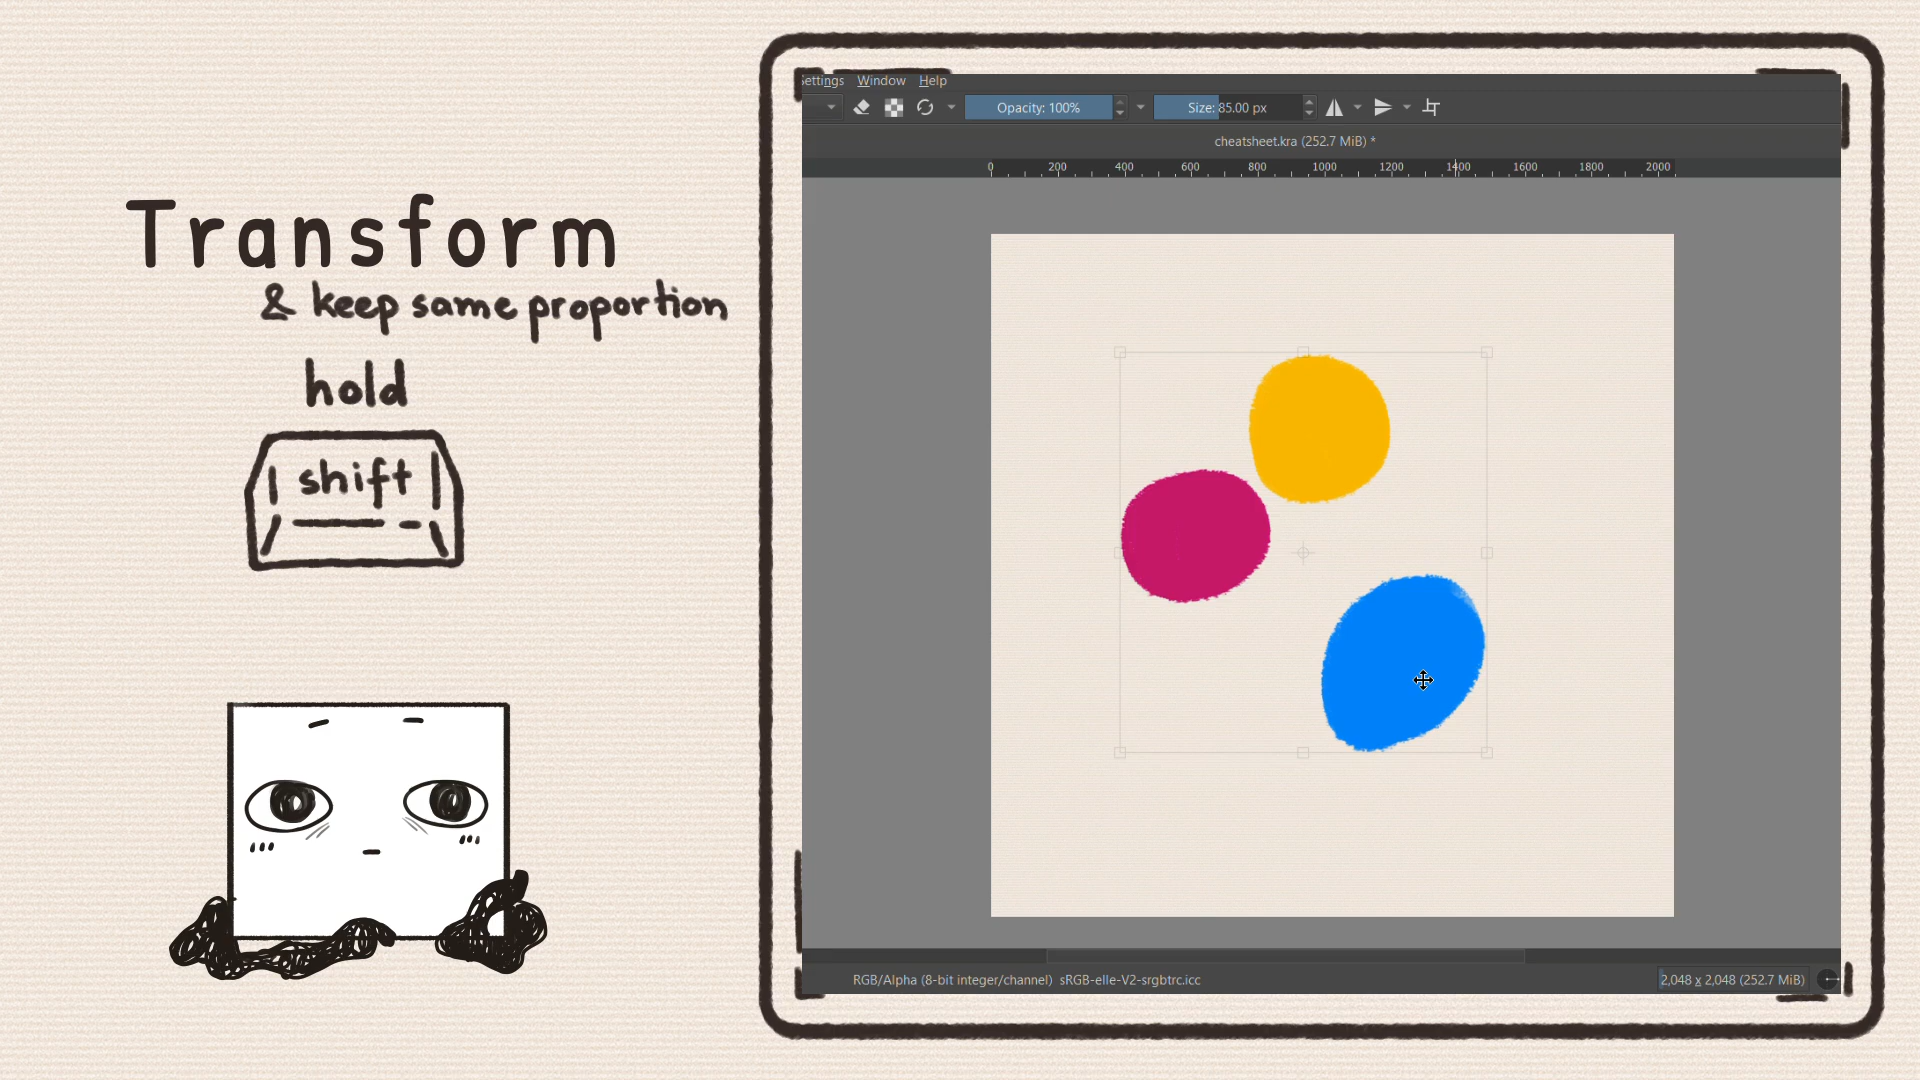 Transform
& keep same proportion
hold
shift
Settings Window Help
Opacity: 100% Size: 85.00 px
cheatsheet.kra (252.7 MiB) *
0 200 400 600 800 1000 1200 1400 1600 1800 2000
RGB/Alpha (8-bit integer/channel) sRGB-elle-V2-srgbtrc.icc
2,048 x 2,048 (252.7 MiB)